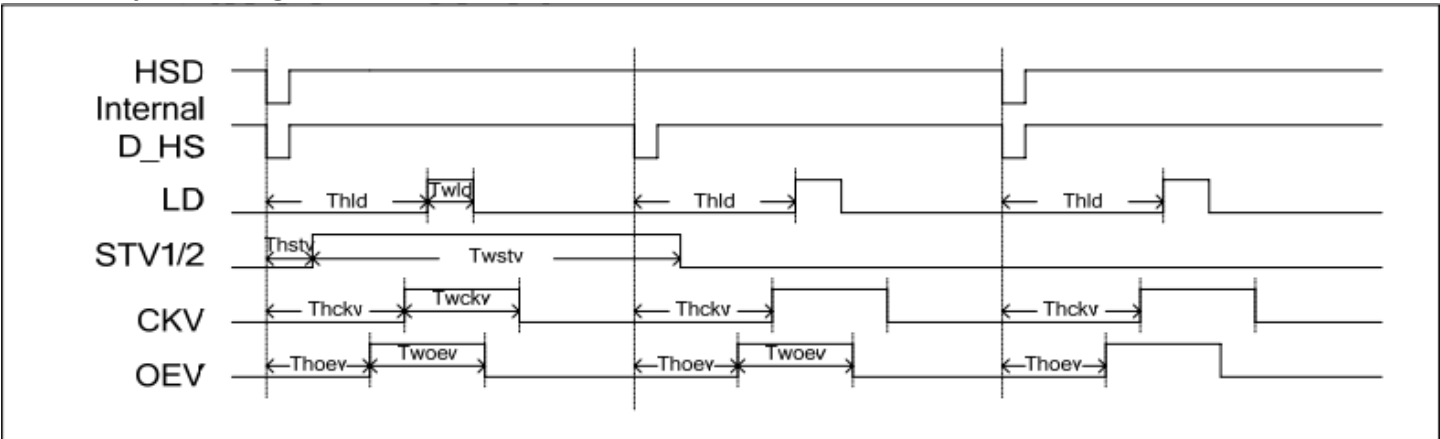 HSD
Internal
D_HS
LD Thld Twld Thld Thld
STV1/2 Thstv Twstv
CKV Thckv Twckv Thckv Thckv
OEV Thoev Twoev Thoev Twoev Thoev